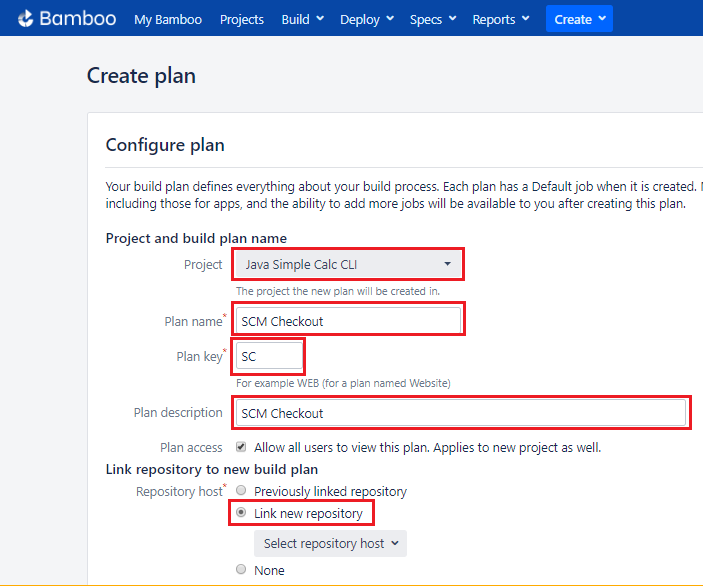 Bamboo My Bamboo Projects Build Deploy Specs Reports Create
Create plan
Configure plan
Your build plan defines everything about your build process. Each plan has a Default job when it is created.
including those for apps, and the ability to add more jobs will be available to you after creating this plan.
Project and build plan name
Project Java Simple Calc CLI
The project the new plan will be created in.
Plan name* SCM Checkout
Plan key* SC
For example WEB (for a plan named Website)
Plan description SCM Checkout
Plan access Allow all users to view this plan. Applies to new project as well.
Link repository to new build plan
Repository host* Previously linked repository
Link new repository
Select repository host
None